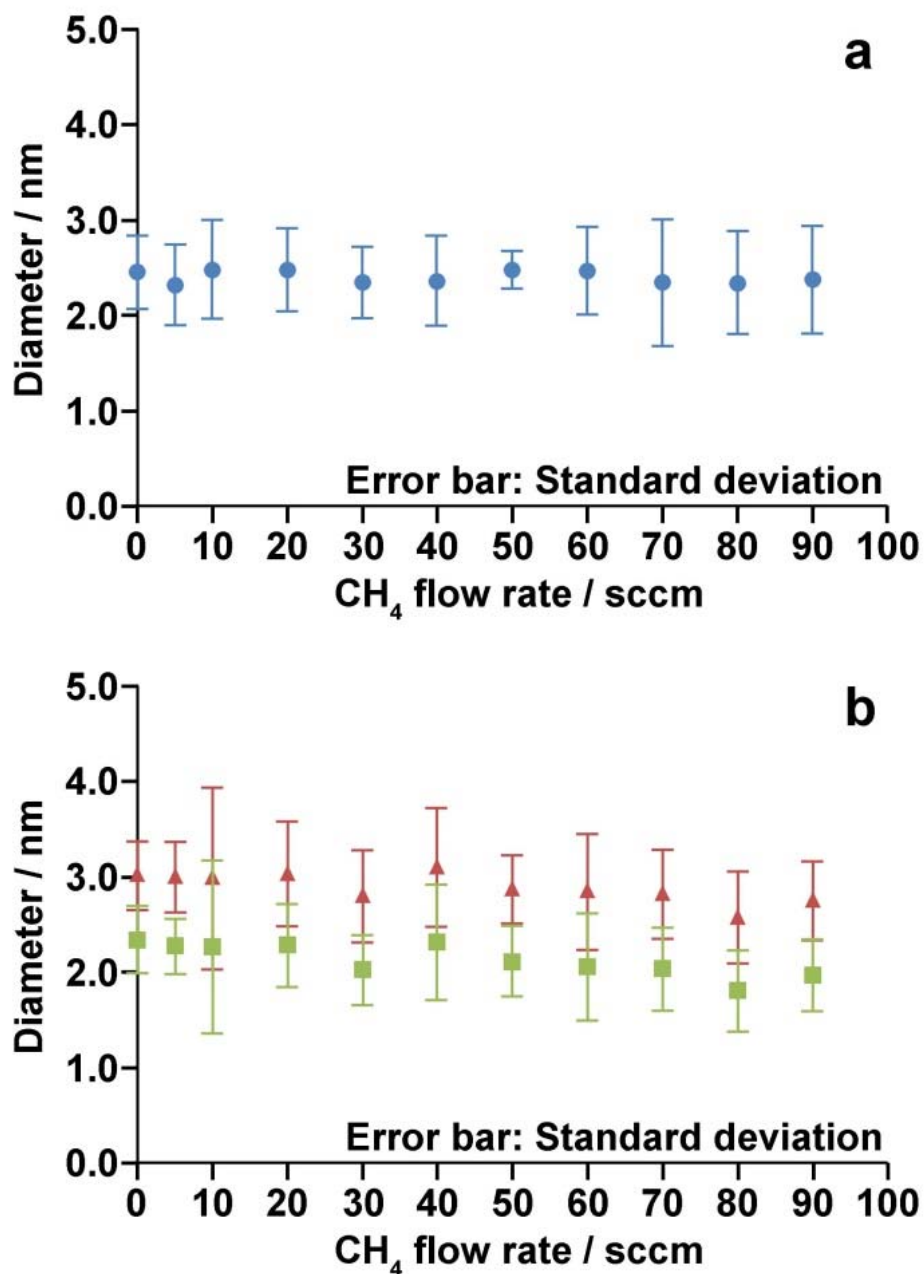 a
5.0
4.0
3.0
2.0
1.0
0.0
Diameter / nm
Error bar: Standard deviation
0 10 20 30 40 50 60 70 80 90 100
CH₄ flow rate / sccm
b
5.0
4.0
3.0
2.0
1.0
0.0
Diameter / nm
Error bar: Standard deviation
0 10 20 30 40 50 60 70 80 90 100
CH₄ flow rate / sccm